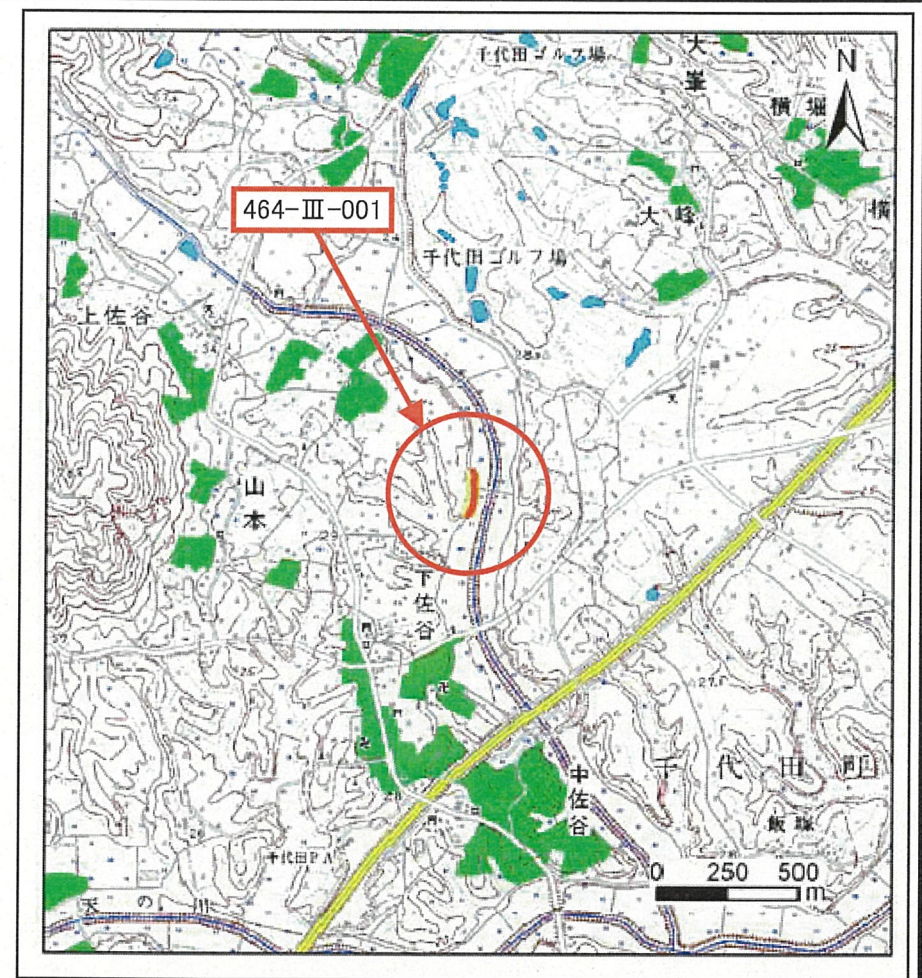 千代田ゴルフ場
大峯
N
横堀
464-Ⅲ-001
大峰
横
千代田ゴルフ場
上佐谷
山本
下佐谷
中佐谷
千代田町
飯塚
千代田PA
0 250 500 m
天の川